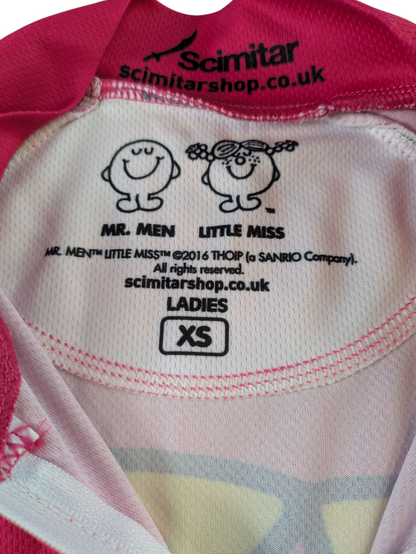 Scimitar
scimitarshop.co.uk
MR. MEN LITTLE MISS™
MR. MEN™ LITTLE MISS™ ©2016 THOIP (a SANRIO Company).
All rights reserved.
scimitarshop.co.uk
LADIES
XS